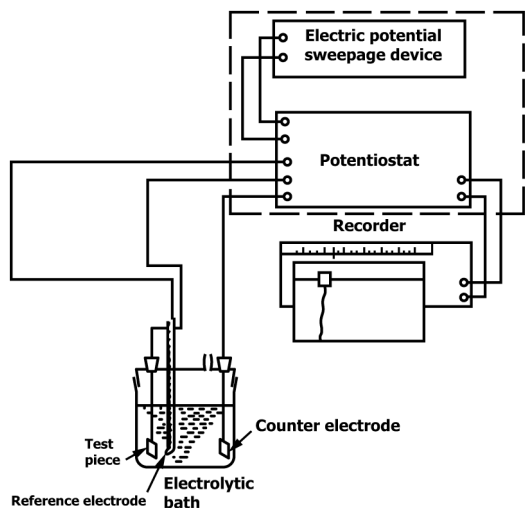 Electric potential
sweepage device
Potentiostat
Recorder
Counter electrode
Test
piece
Electrolytic
bath
Reference electrode